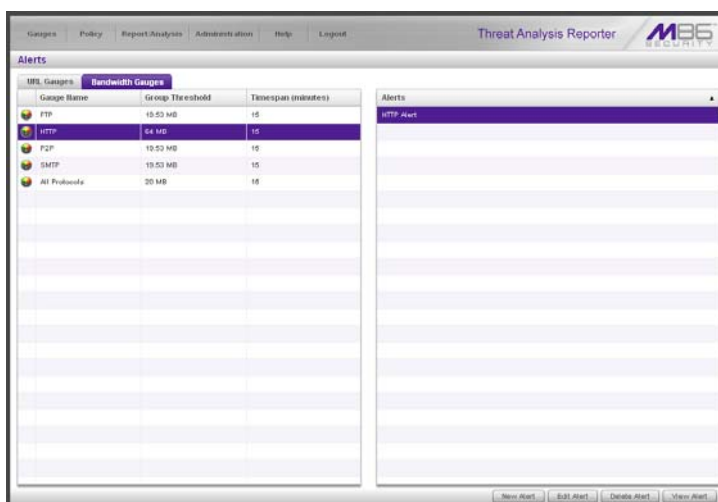 Gauges Policy Report/Analysis Administration Help Logout
Threat Analysis Reporter
M86 SECURITY
Alerts
URL Gauges Bandwidth Gauges
Gauge Name Group Threshold Timespan (minutes)
FTP 19.53 MB 15
HTTP 64 MB 15
P2P 19.53 MB 15
SMTP 19.53 MB 15
All Protocols 20 MB 15
Alerts
HTTP Alert
New Alert Edit Alert Delete Alert View Alert